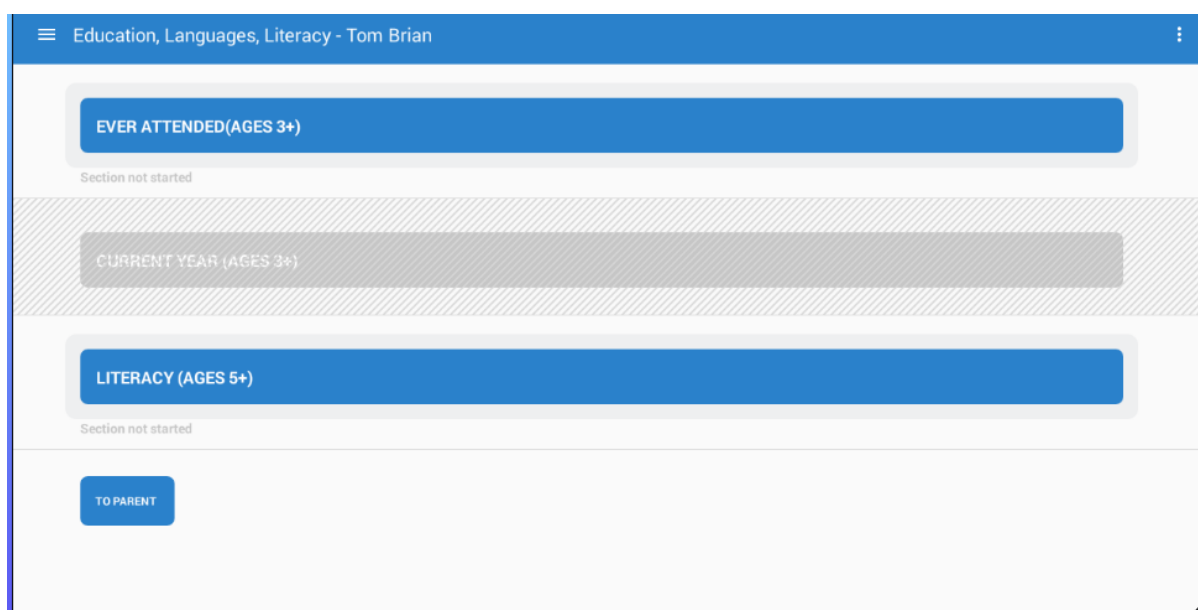 Education, Languages, Literacy - Tom Brian
EVER ATTENDED(AGES 3+)
Section not started
CURRENT YEAR (AGES 3+)
LITERACY (AGES 5+)
Section not started
TO PARENT